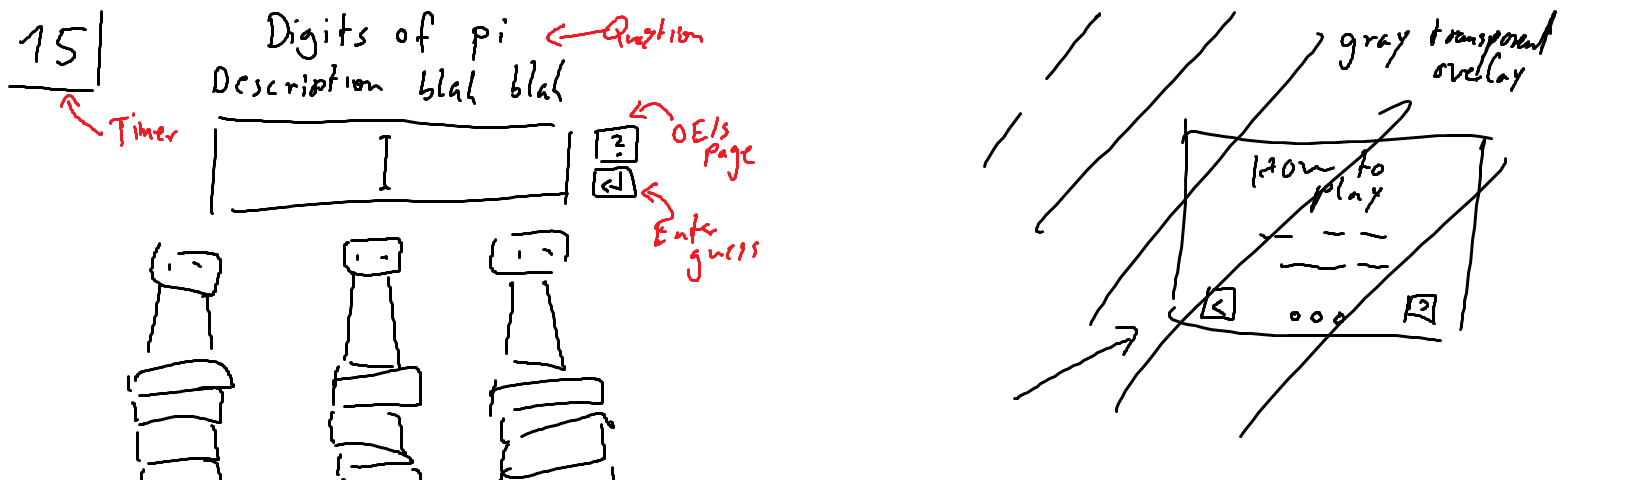 15
Timer
Digits of pi
Question
Description blah blah
?
OEIS
page
Enter
guess
gray transparent
overlay
How to
play
<